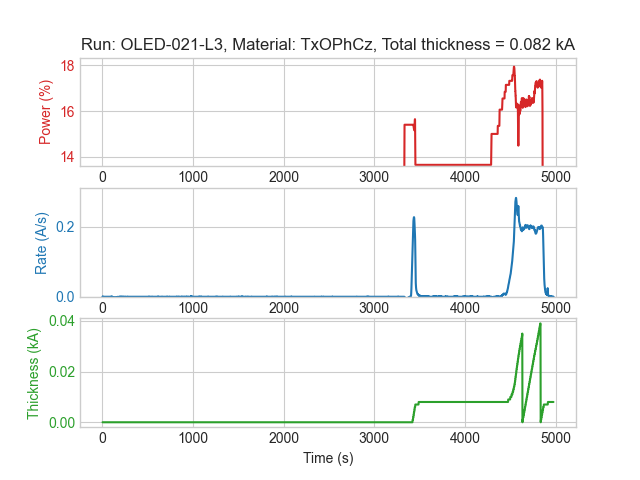 Run: OLED-021-L3, Material: TxOPhCz, Total thickness = 0.082 kA
Power (%)
18
16
14
0 1000 2000 3000 4000 5000
Rate (A/s)
0.2
0.0
0 1000 2000 3000 4000 5000
Thickness (kA)
0.04
0.02
0.00
0 1000 2000 3000 4000 5000
Time (s)